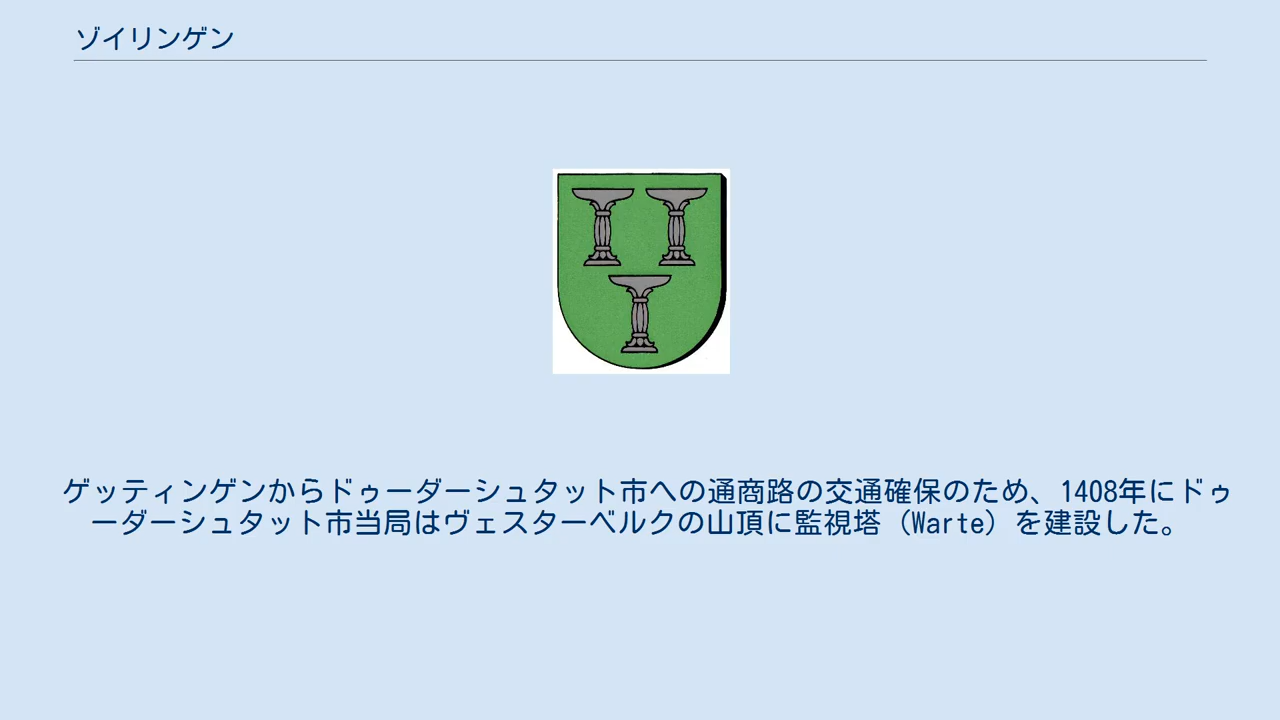 ゾイリンゲン
ゲッティンゲンからドゥーダーシュタット市への通商路の交通確保のため、1408年にドゥ
ーダーシュタット市当局はヴェスターベルクの山頂に監視塔（Warte）を建設した。